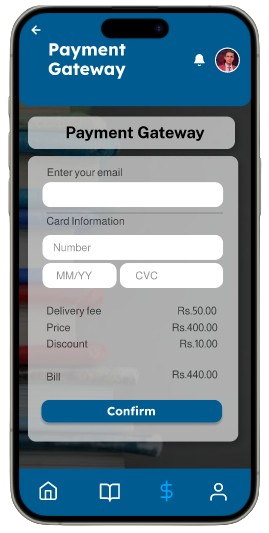 Payment
Gateway
Payment Gateway
Enter your email
Card Information
Number
MM/YY CVC
Delivery fee Rs.50.00
Price Rs.400.00
Discount Rs.10.00
Bill Rs.440.00
Confirm